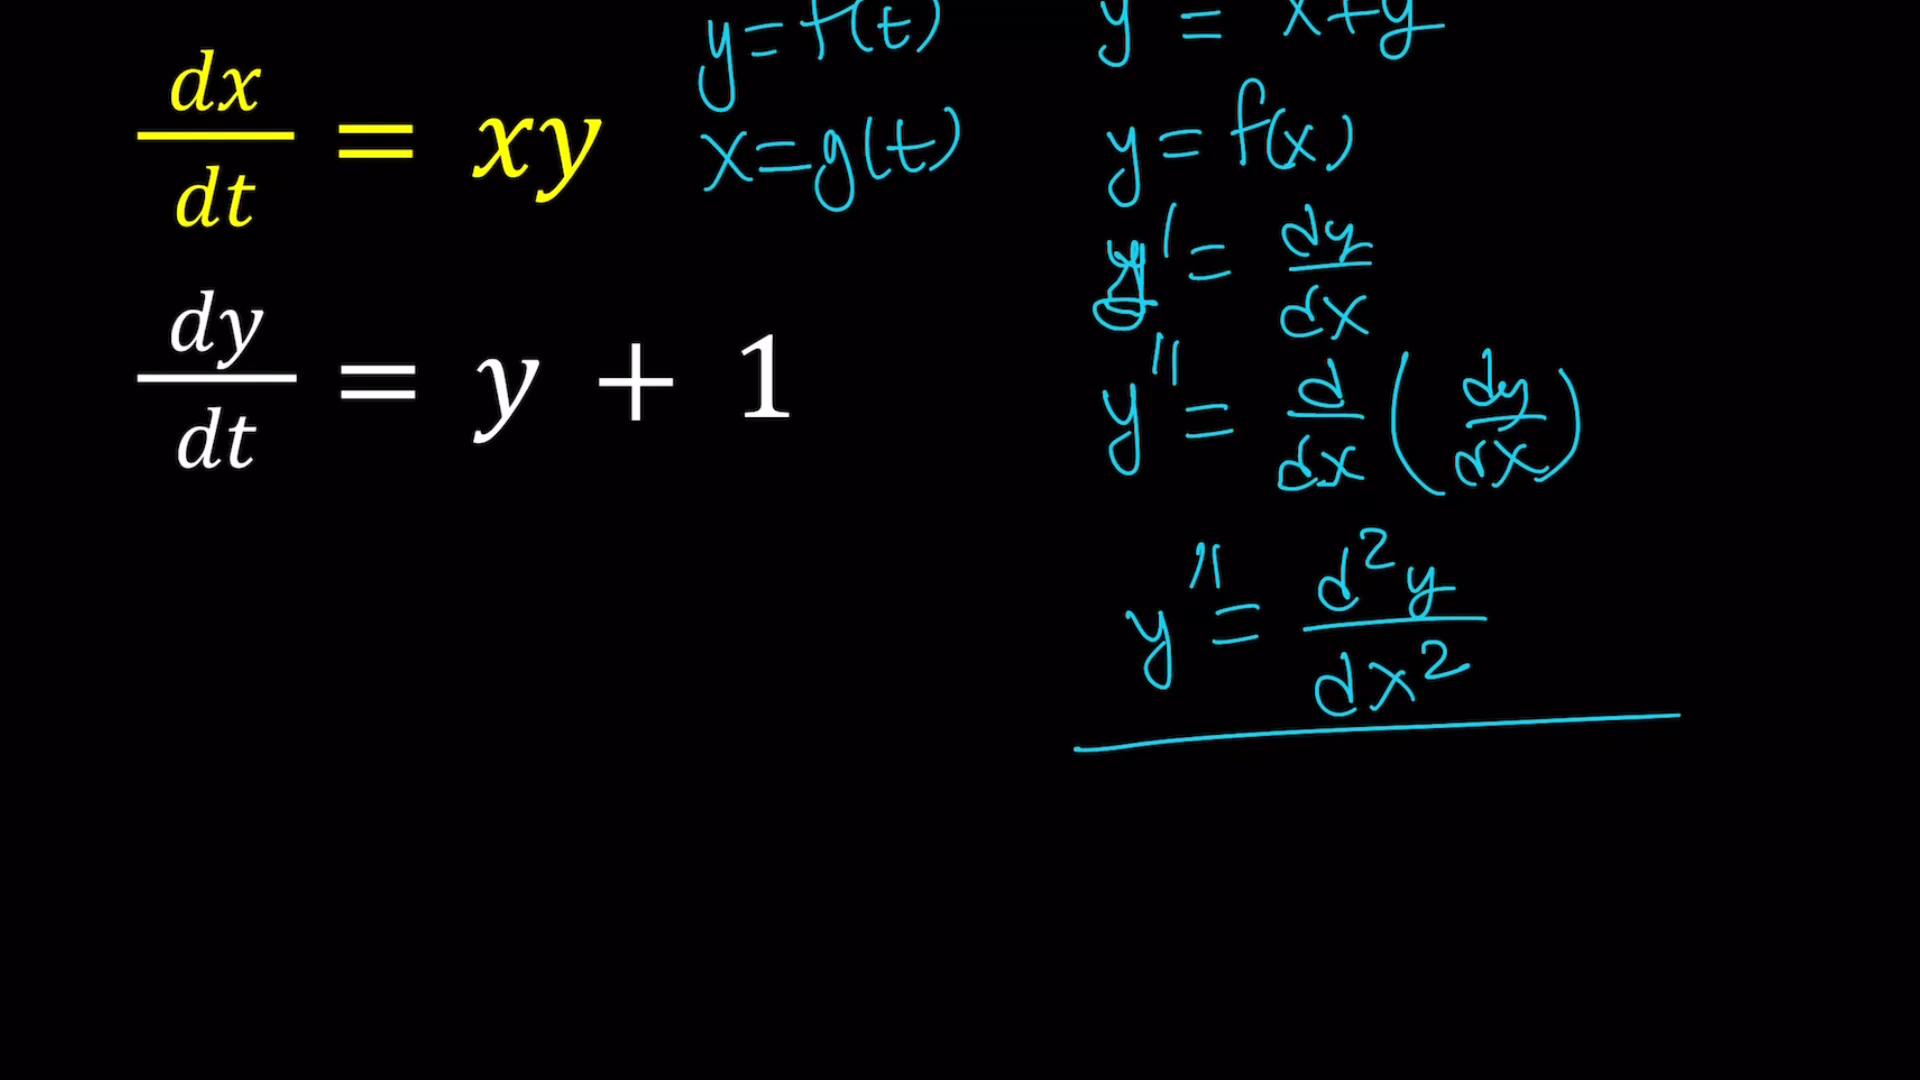 dx/dt = xy
dy/dt = y + 1
y = f(t)
x = g(t)
y = x+y
y = f(x)
y' = dy/dx
y'' = d/dx (dy/dx)
y'' = d²y/dx²